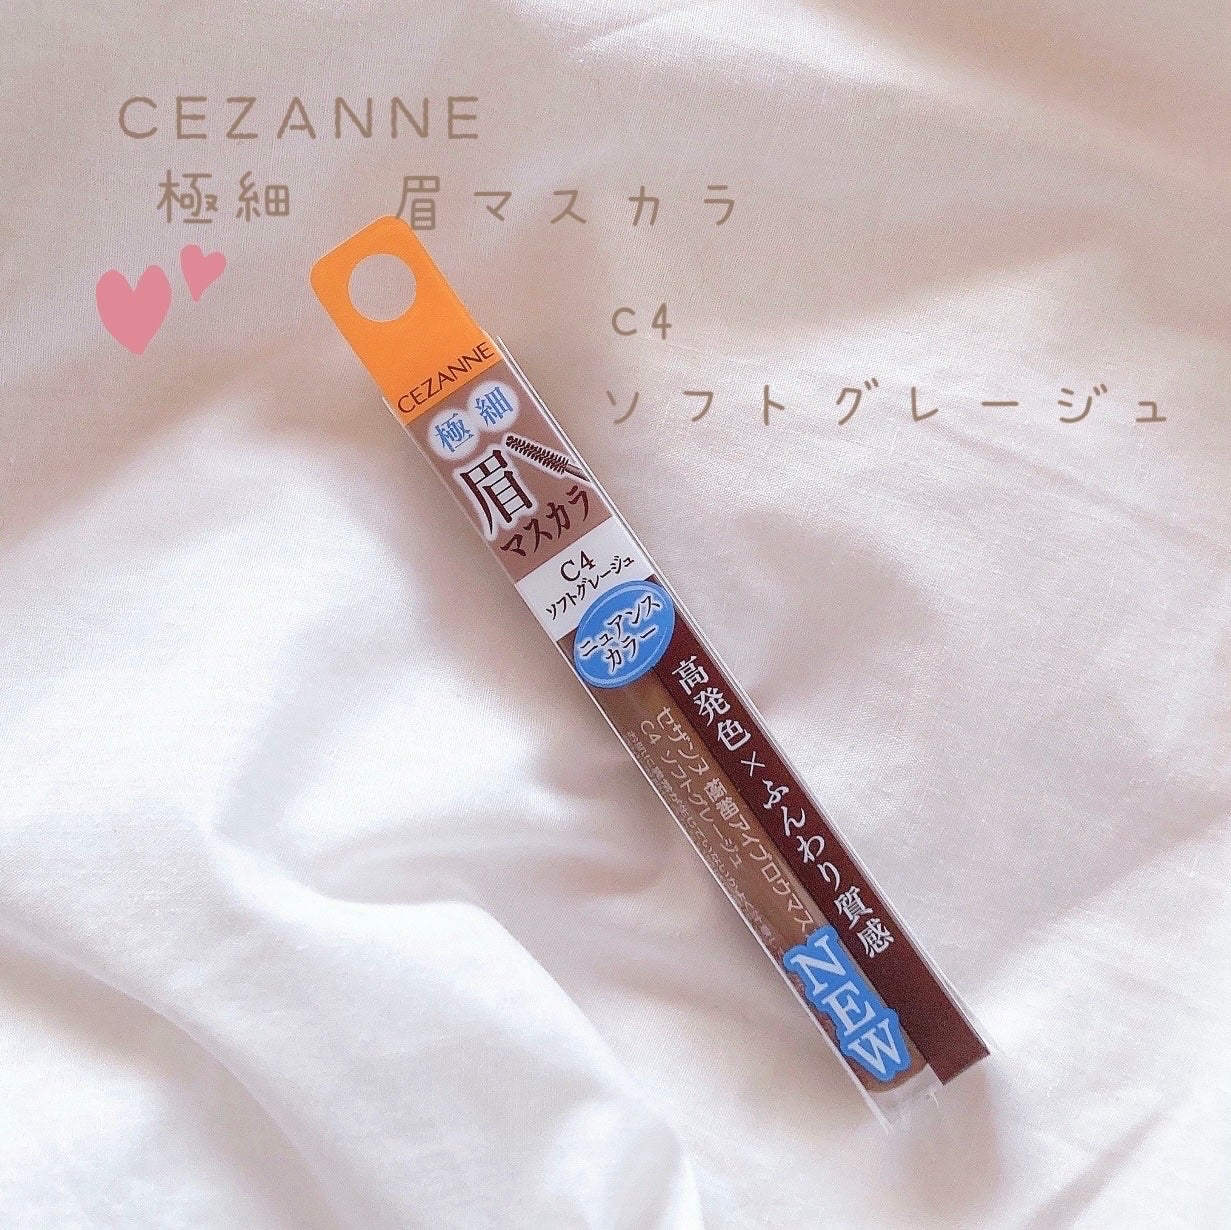 CEZANNE
極細 眉マスカラ
C4
ソフトグレージュ
CEZANNE
極細
眉
マスカラ
C4
ソフトグレージュ
ニュアンス
カラー
高発色×ふんわり質感
セザンヌ 極細アイブロウマス
C4 ソフトグレージュ
NEW